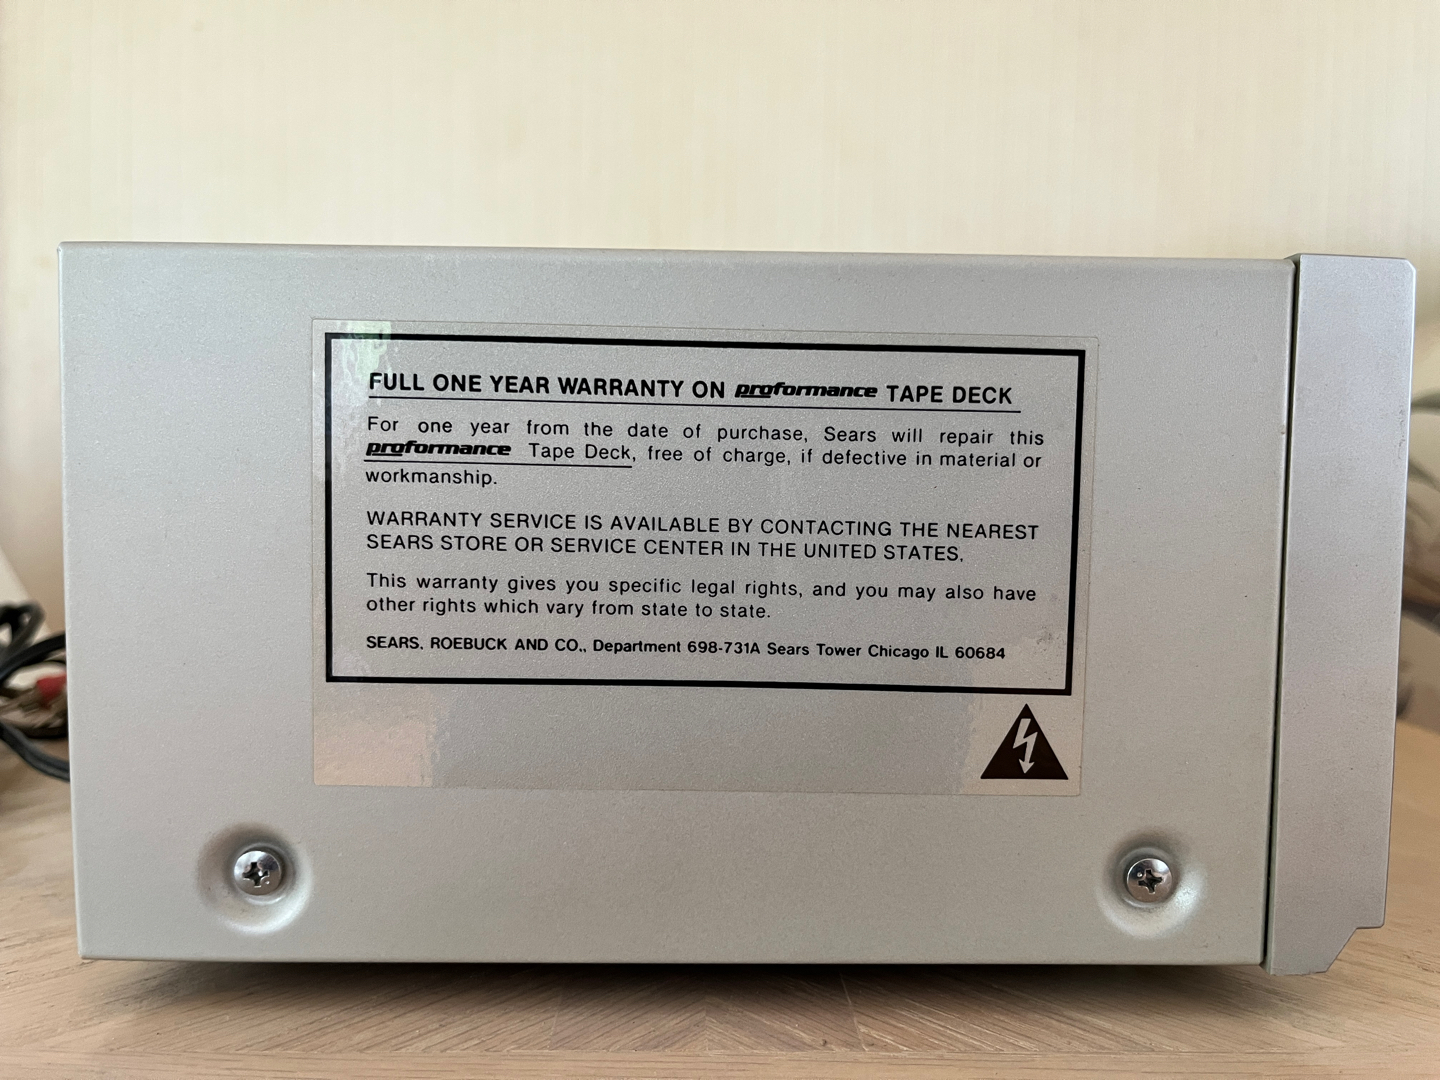 FULL ONE YEAR WARRANTY ON proformance TAPE DECK
For one year from the date of purchase, Sears will repair this
proformance Tape Deck, free of charge, if defective in material or
workmanship.
WARRANTY SERVICE IS AVAILABLE BY CONTACTING THE NEAREST
SEARS STORE OR SERVICE CENTER IN THE UNITED STATES,
This warranty gives you specific legal rights, and you may also have
other rights which vary from state to state.
SEARS, ROEBUCK AND CO., Department 698-731A Sears Tower Chicago IL 60684